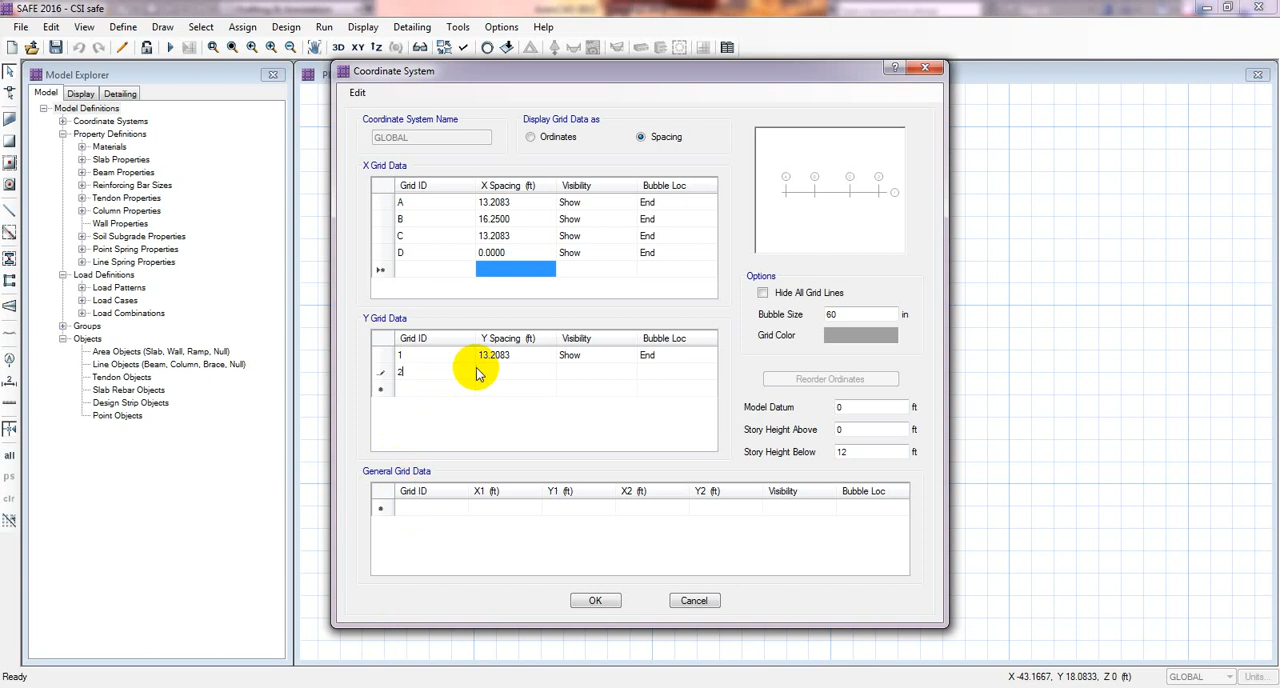 SAFE 2016 - CSI safe
File Edit View Define Draw Select Assign Design Run Display Detailing Tools Options Help
3D XY
Model Explorer
Model Display Detailing
Model Definitions
Coordinate Systems
Property Definitions
Materials
Slab Properties
Beam Properties
Reinforcing Bar Sizes
Tendon Properties
Column Properties
Wall Properties
Soil Subgrade Properties
Point Spring Properties
Line Spring Properties
Load Definitions
Load Patterns
Load Cases
Load Combinations
Groups
Objects
Area Objects (Slab, Wall, Ramp, Null)
Line Objects (Beam, Column, Brace, Null)
Tendon Objects
Slab Rebar Objects
Design Strip Objects
Point Objects
all
ps
clr
Coordinate System
Edit
Coordinate System Name
GLOBAL
Display Grid Data as
Ordinates Spacing
X Grid Data
Grid ID X Spacing (ft) Visibility Bubble Loc
A 13.2083 Show End
B 16.2500 Show End
C 13.2083 Show End
D 0.0000 Show End
Y Grid Data
Grid ID Y Spacing (ft) Visibility Bubble Loc
1 13.2083 Show End
2
General Grid Data
Grid ID X1 (ft) Y1 (ft) X2 (ft) Y2 (ft) Visibility Bubble Loc
Options
Hide All Grid Lines
Bubble Size 60 in
Grid Color
Reorder Ordinates
Model Datum 0 ft
Story Height Above 0 ft
Story Height Below 12 ft
OK Cancel
Ready
X -43.1667, Y 18.0833, Z 0 (ft) GLOBAL Units...